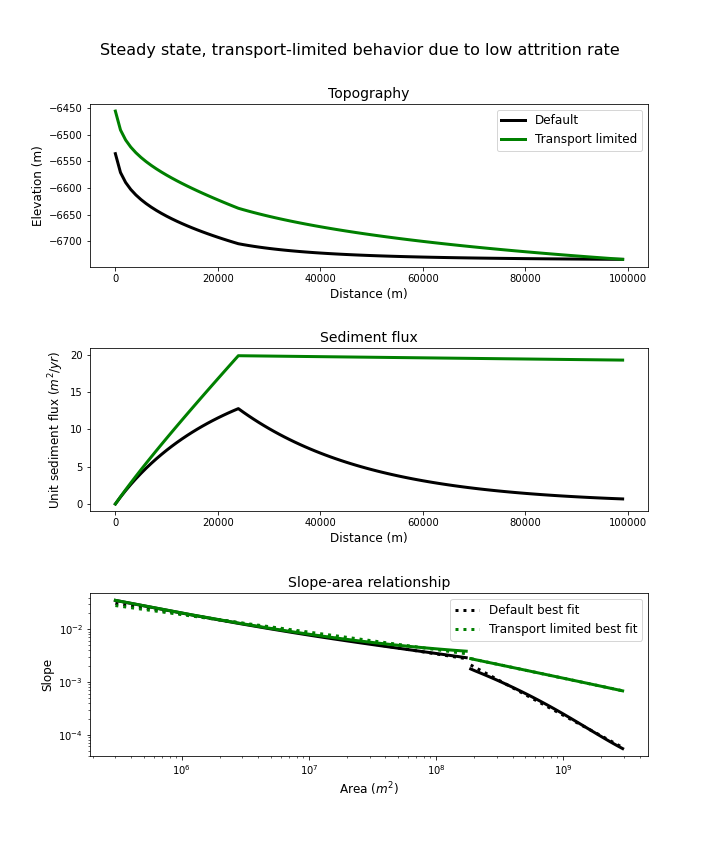 Steady state, transport-limited behavior due to low attrition rate
Topography
Elevation (m)
−6450
−6500
−6550
−6600
−6650
−6700
Default
Transport limited
0 20000 40000 60000 80000 100000
Distance (m)
Sediment flux
Unit sediment flux (m²/yr)
20
15
10
5
0
0 20000 40000 60000 80000 100000
Distance (m)
Slope-area relationship
Slope
10⁻²
10⁻³
10⁻⁴
Default best fit
Transport limited best fit
10⁶ 10⁷ 10⁸ 10⁹
Area (m²)